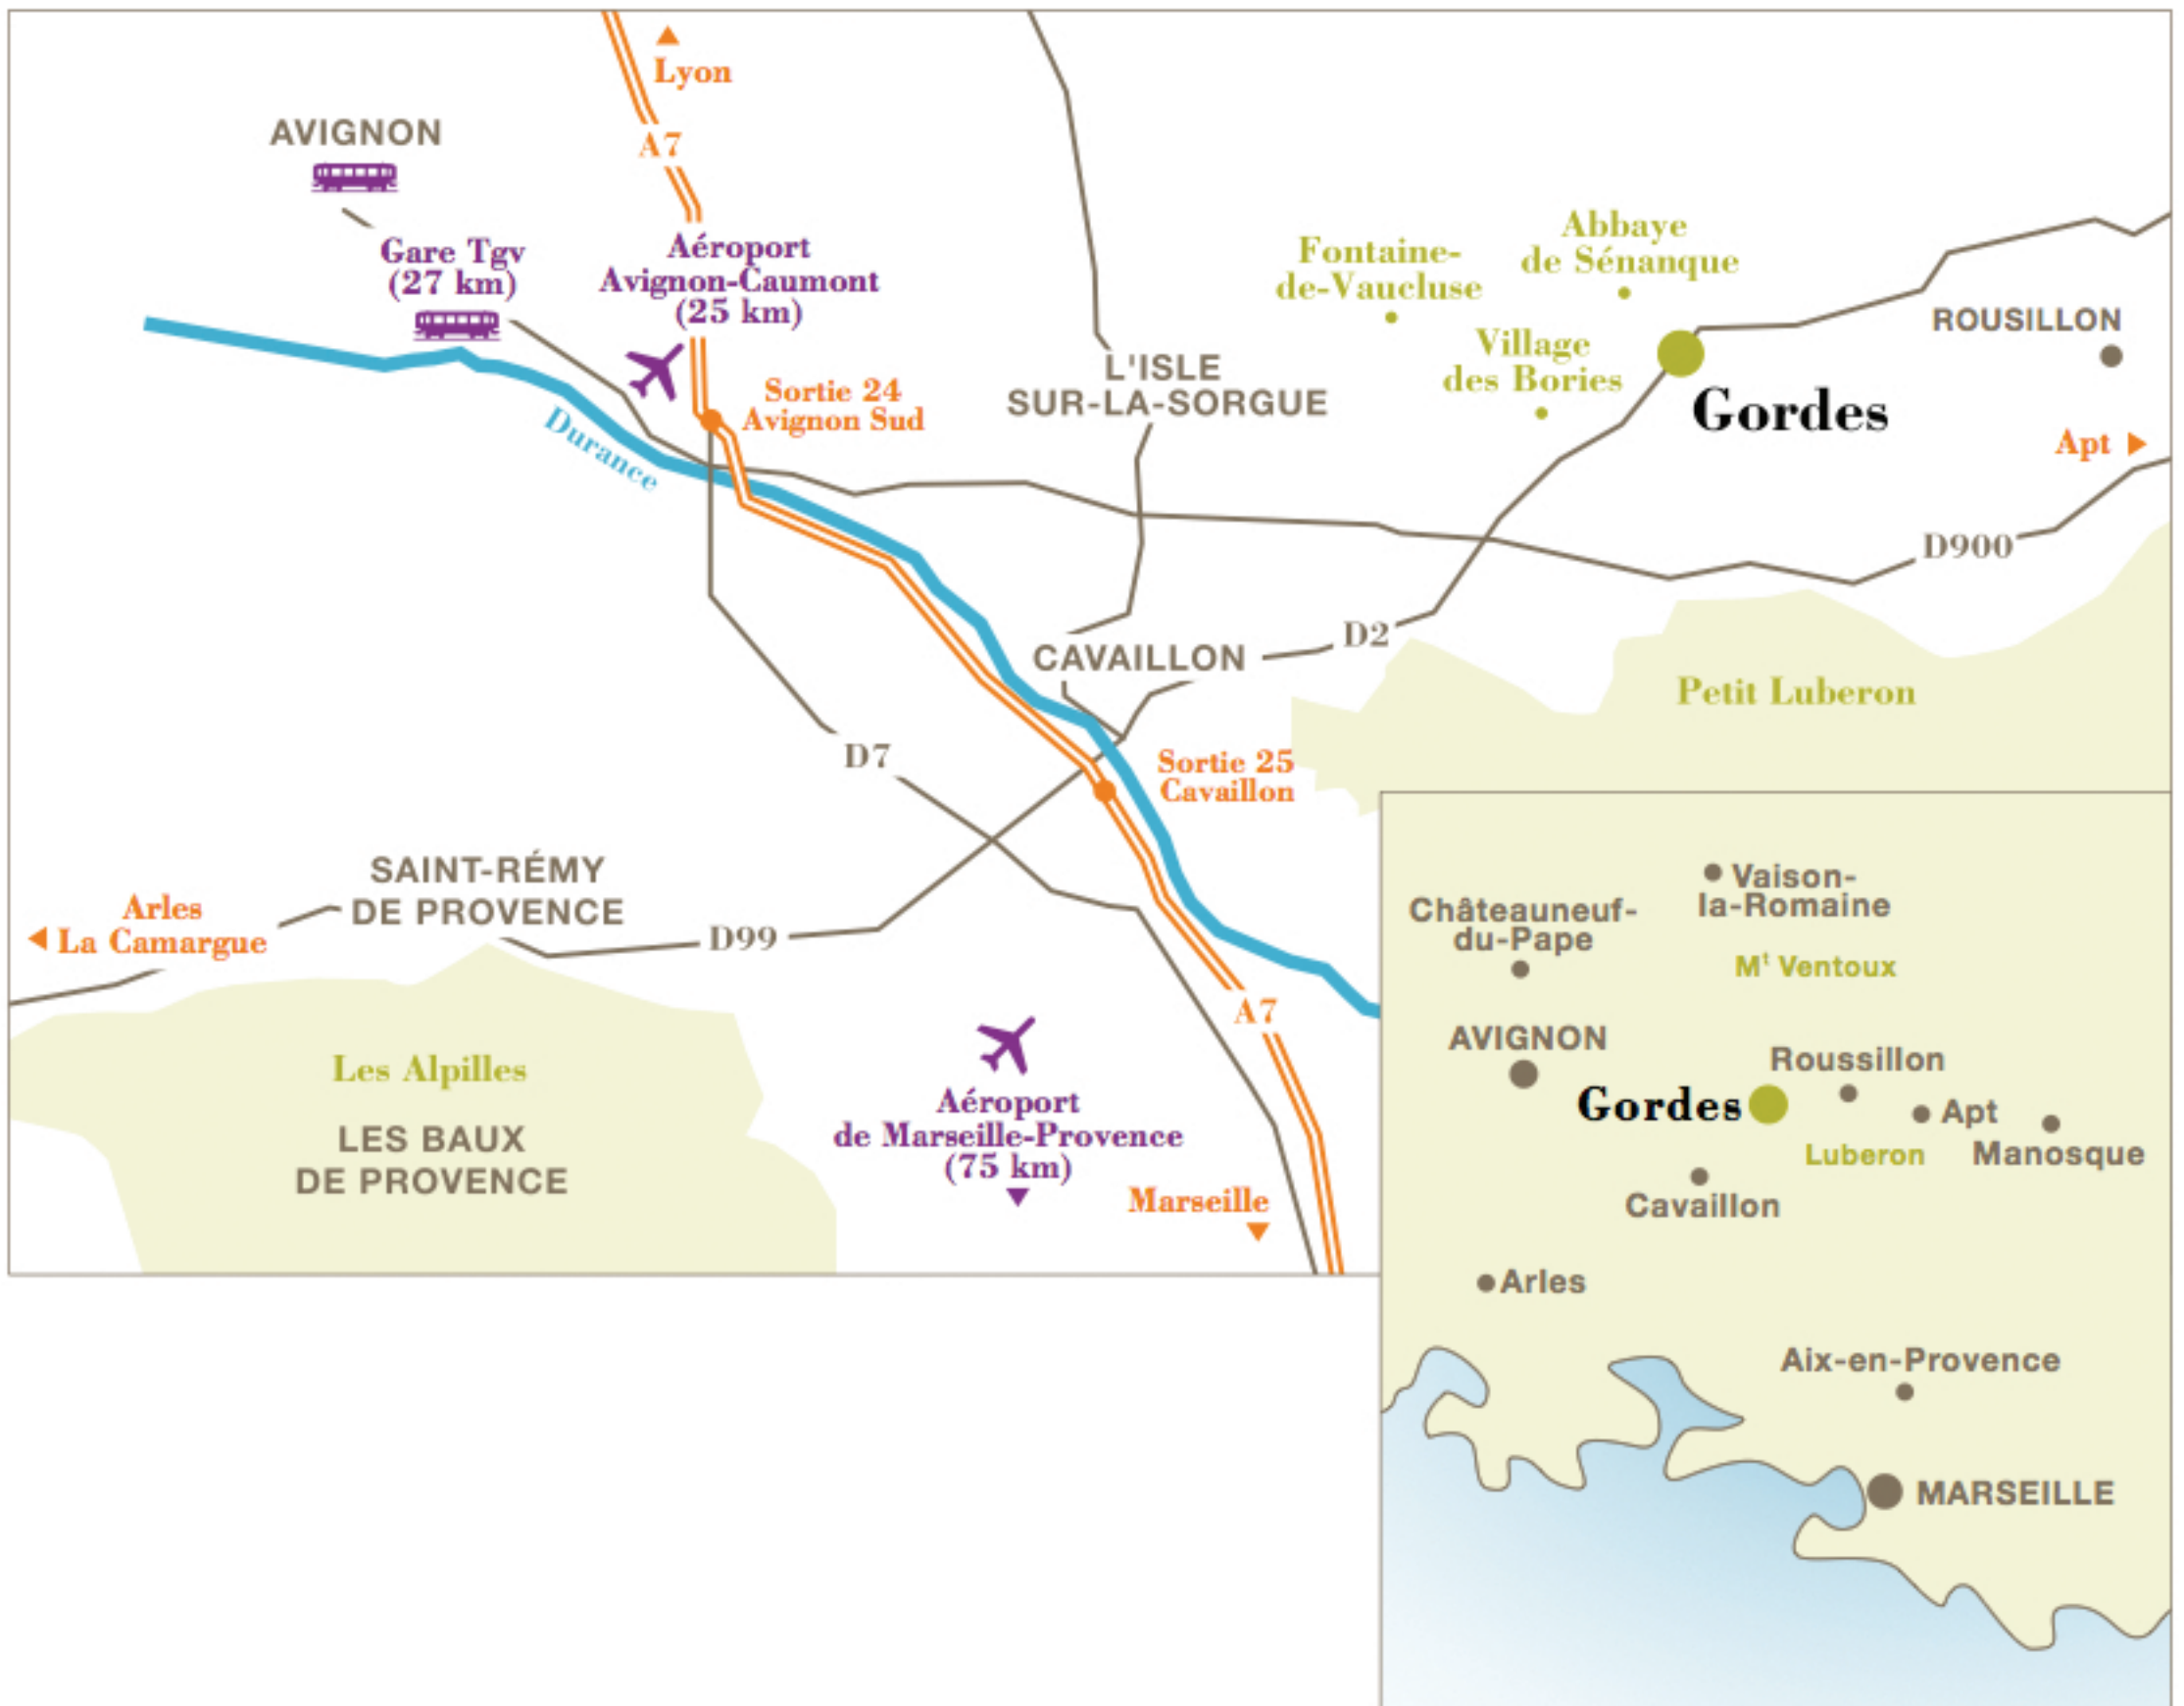 Lyon
A7
AVIGNON
Gare Tgv
(27 km)
Aéroport
Avignon-Caumont
(25 km)
Sortie 24
Avignon Sud
Durance
L'ISLE
SUR-LA-SORGUE
Fontaine-
de-Vaucluse
Abbaye
de Sénanque
Village
des Bories
Gordes
ROUSILLON
Apt
D900
D2
CAVAILLON
Petit Luberon
Sortie 25
Cavaillon
D7
SAINT-RÉMY
DE PROVENCE
Arles
La Camargue
D99
A7
Les Alpilles
LES BAUX
DE PROVENCE
Aéroport
de Marseille-Provence
(75 km)
Marseille
Vaison-
la-Romaine
Châteauneuf-
du-Pape
Mt Ventoux
AVIGNON
Roussillon
Gordes
Apt
Luberon
Manosque
Cavaillon
Arles
Aix-en-Provence
MARSEILLE